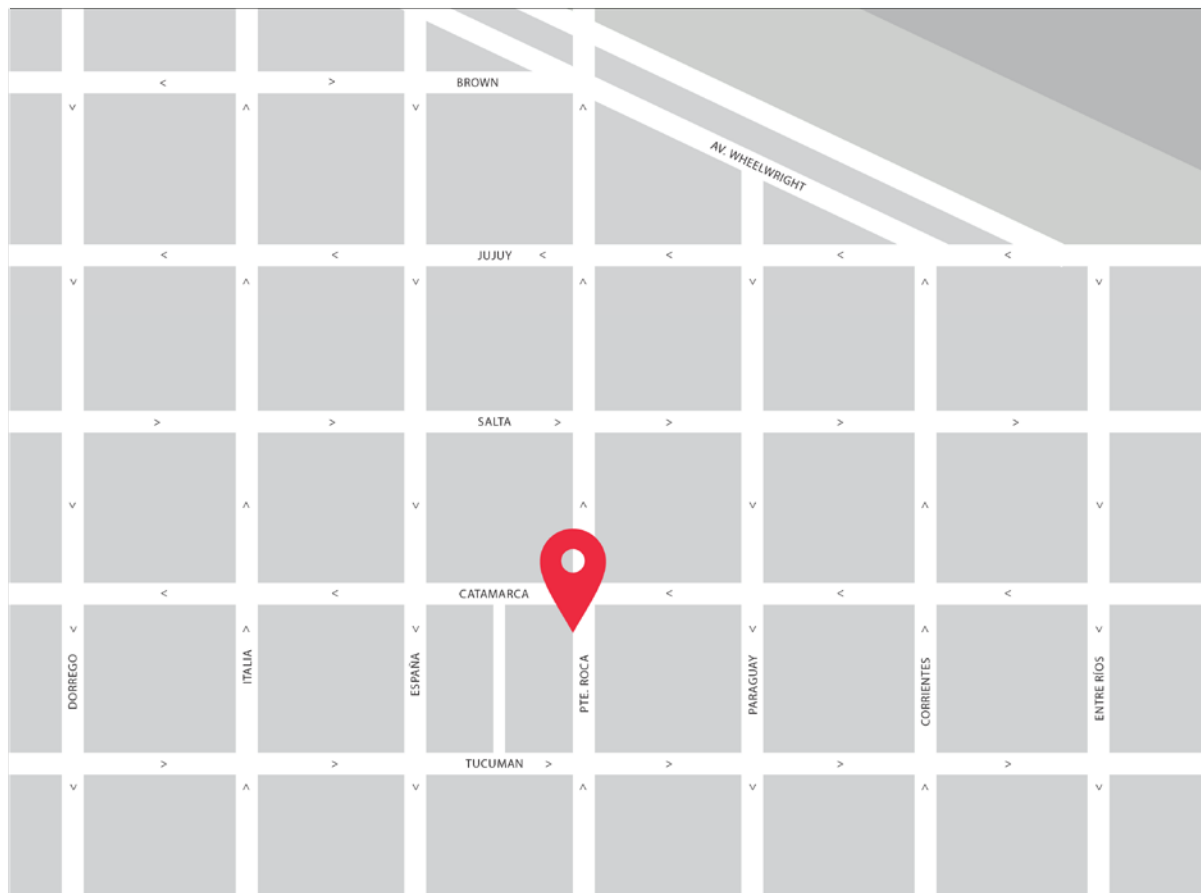 BROWN
AV. WHEELWRIGHT
JUJUY
SALTA
CATAMARCA
DORREGO
ITALIA
ESPAÑA
PTE. ROCA
PARAGUAY
CORRIENTES
ENTRE RÍOS
TUCUMAN